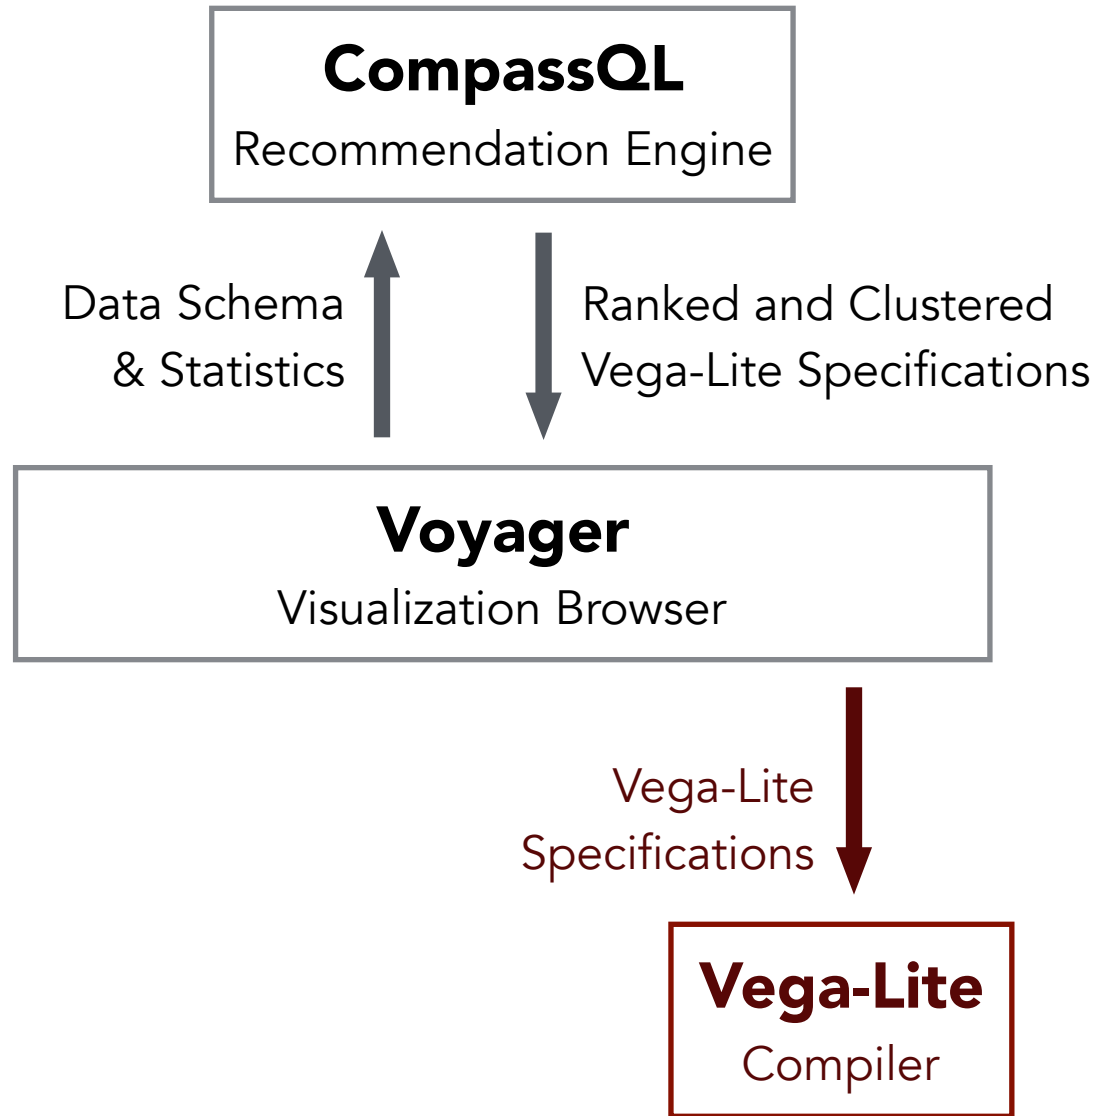 CompassQL
Recommendation Engine
Data Schema
& Statistics
Ranked and Clustered
Vega-Lite Specifications
Voyager
Visualization Browser
Vega-Lite
Specifications
Vega-Lite
Compiler